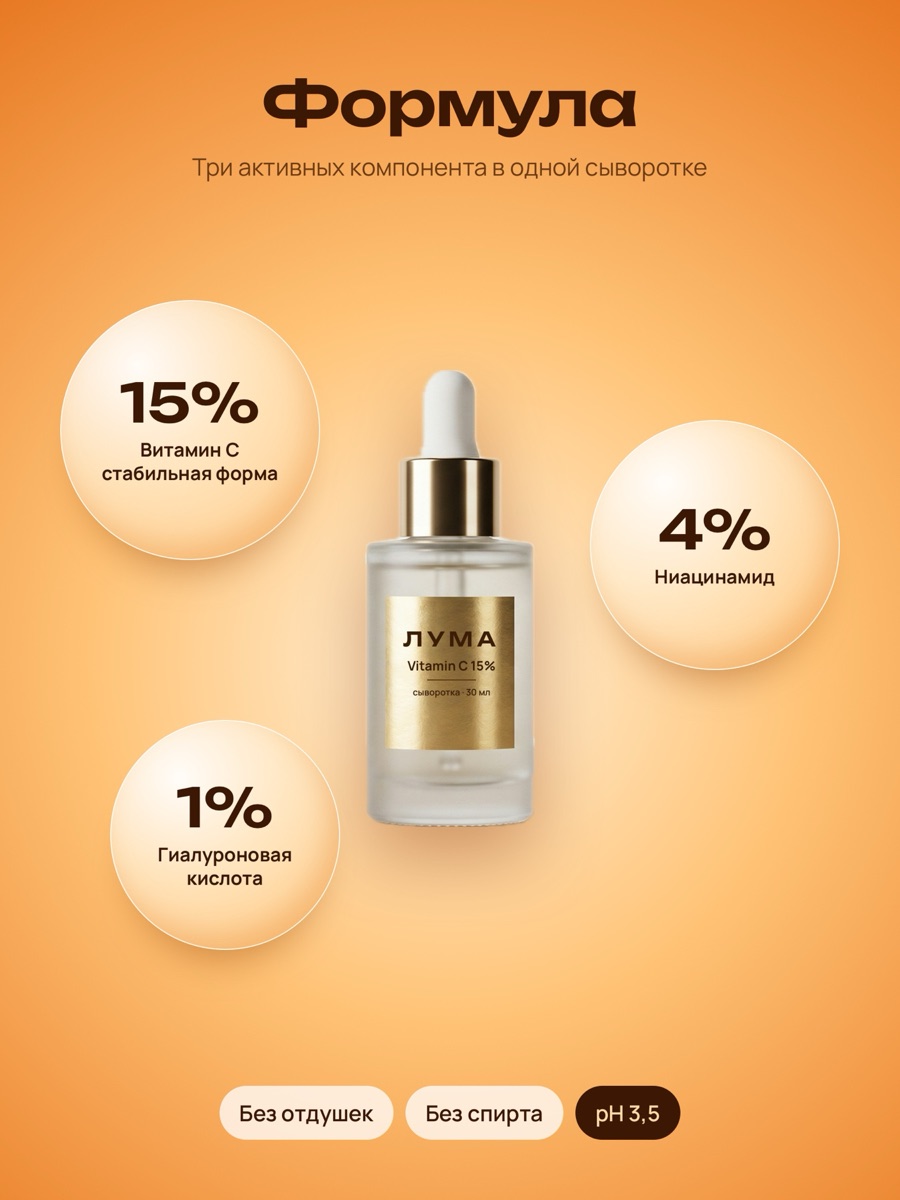 Формула
Три активных компонента в одной сыворотке
15%
Витамин С
стабильная форма
4%
Ниацинамид
ЛУМА
Vitamin C 15%
сыворотка · 30 мл
1%
Гиалуроновая
кислота
Без отдушек
Без спирта
pH 3,5